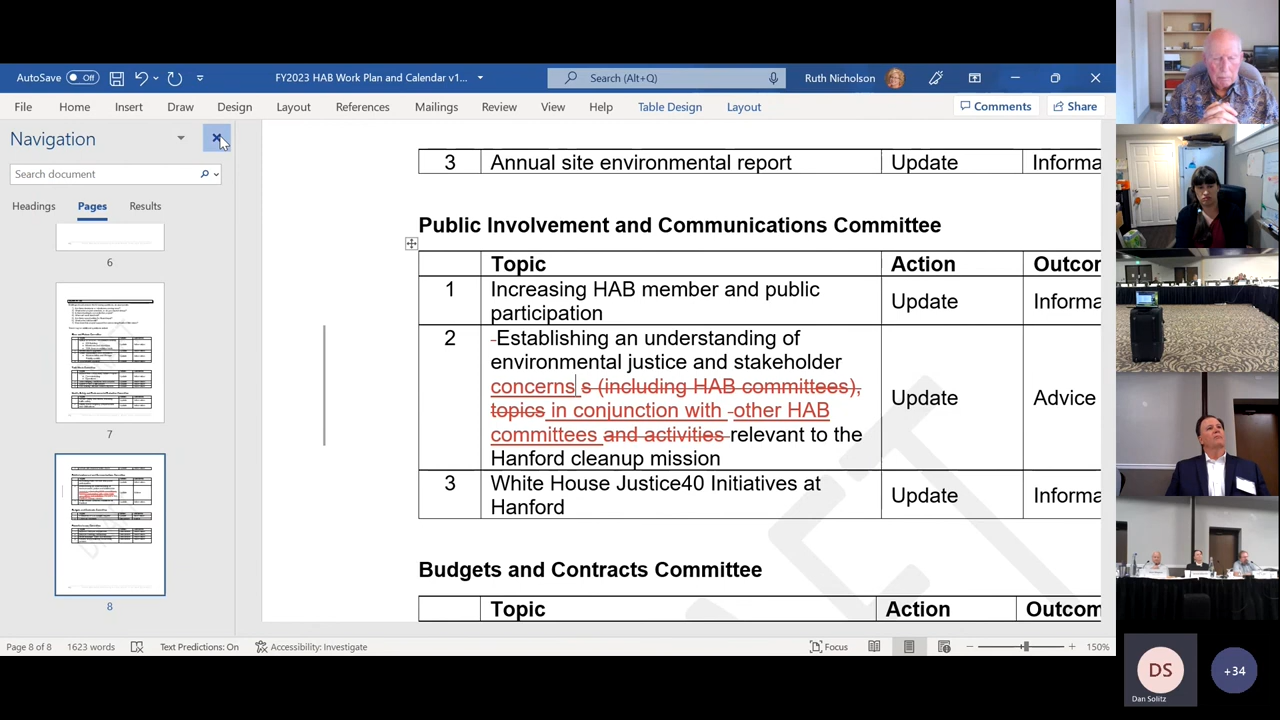 AutoSave Off
FY2023 HAB Work Plan and Calendar v1...
Search (Alt+Q)
Ruth Nicholson
File Home Insert Draw Design Layout References Mailings Review View Help Table Design Layout
Comments
Share
Navigation
Search document
Headings Pages Results
6
7
8
3 Annual site environmental report Update Informa
Public Involvement and Communications Committee
Topic Action Outcom
1 Increasing HAB member and public
participation
Update Informa
2 -Establishing an understanding of
environmental justice and stakeholder
concerns s (including HAB committees),
topics in conjunction with -other HAB
committees and activities relevant to the
Hanford cleanup mission
Update Advice
3 White House Justice40 Initiatives at
Hanford
Update Informa
Budgets and Contracts Committee
Topic Action Outcom
Page 8 of 8 1623 words Text Predictions: On Accessibility: Investigate
Focus
150%
DS
Dan Solitz
+34